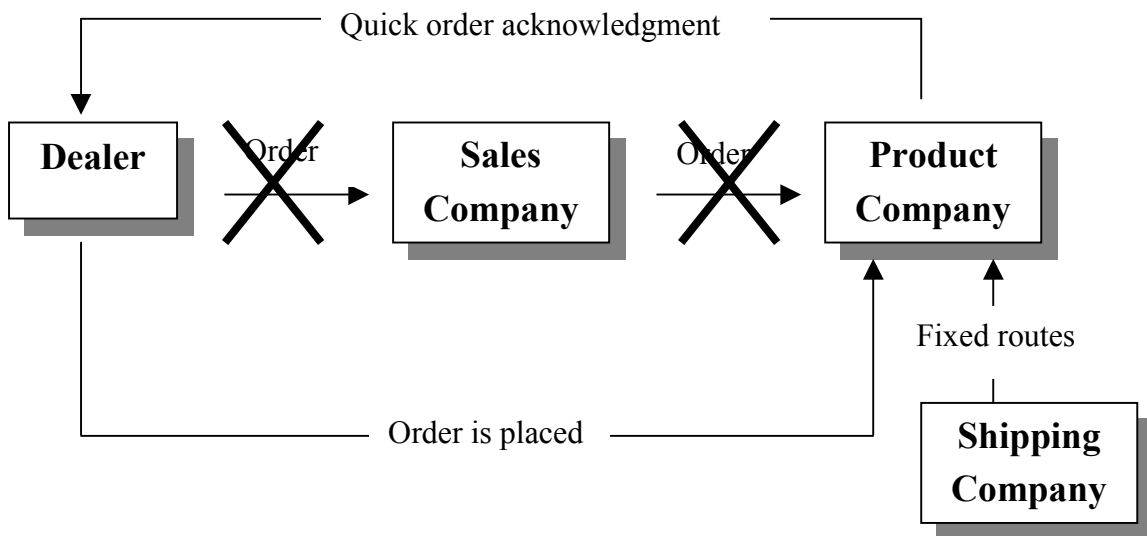 Quick order acknowledgment
Dealer
Order
Sales
Company
Order
Product
Company
Fixed routes
Order is placed
Shipping
Company